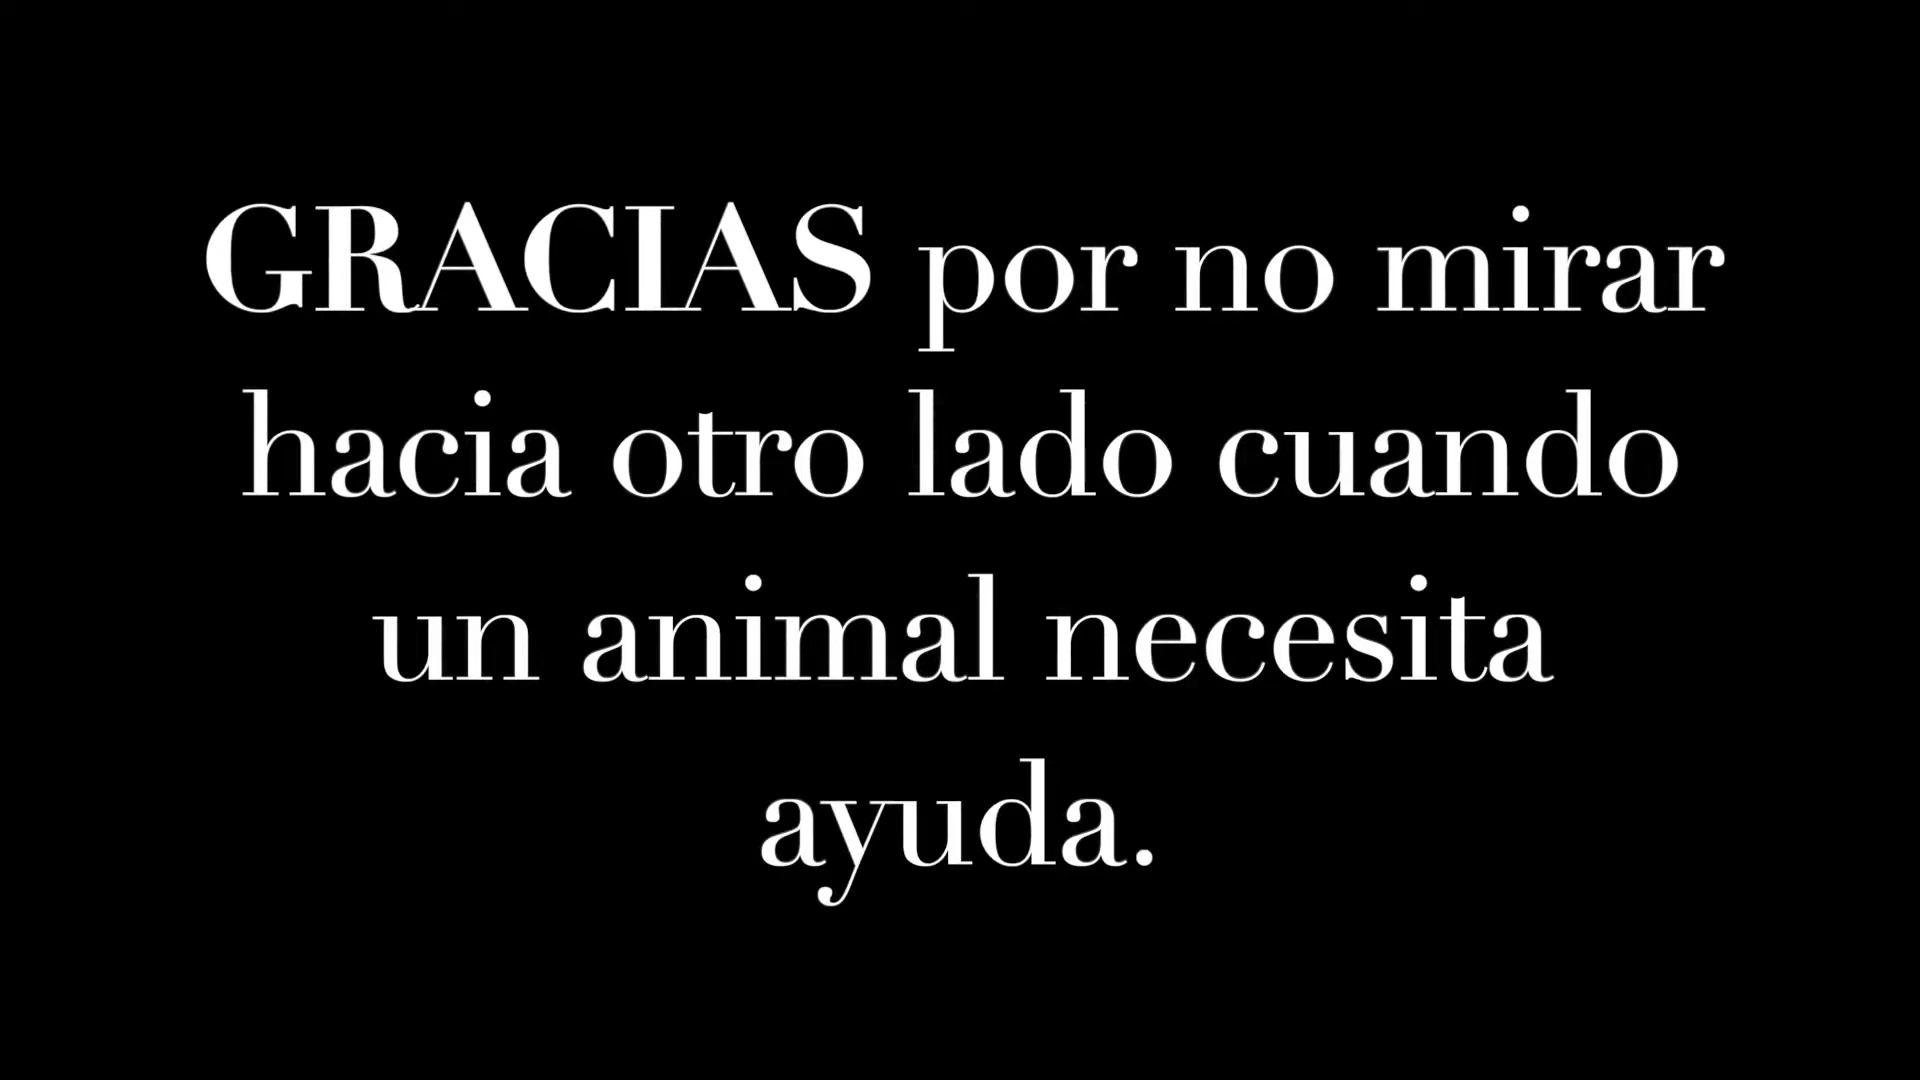 GRACIAS por no mirar
hacia otro lado cuando
un animal necesita
ayuda.